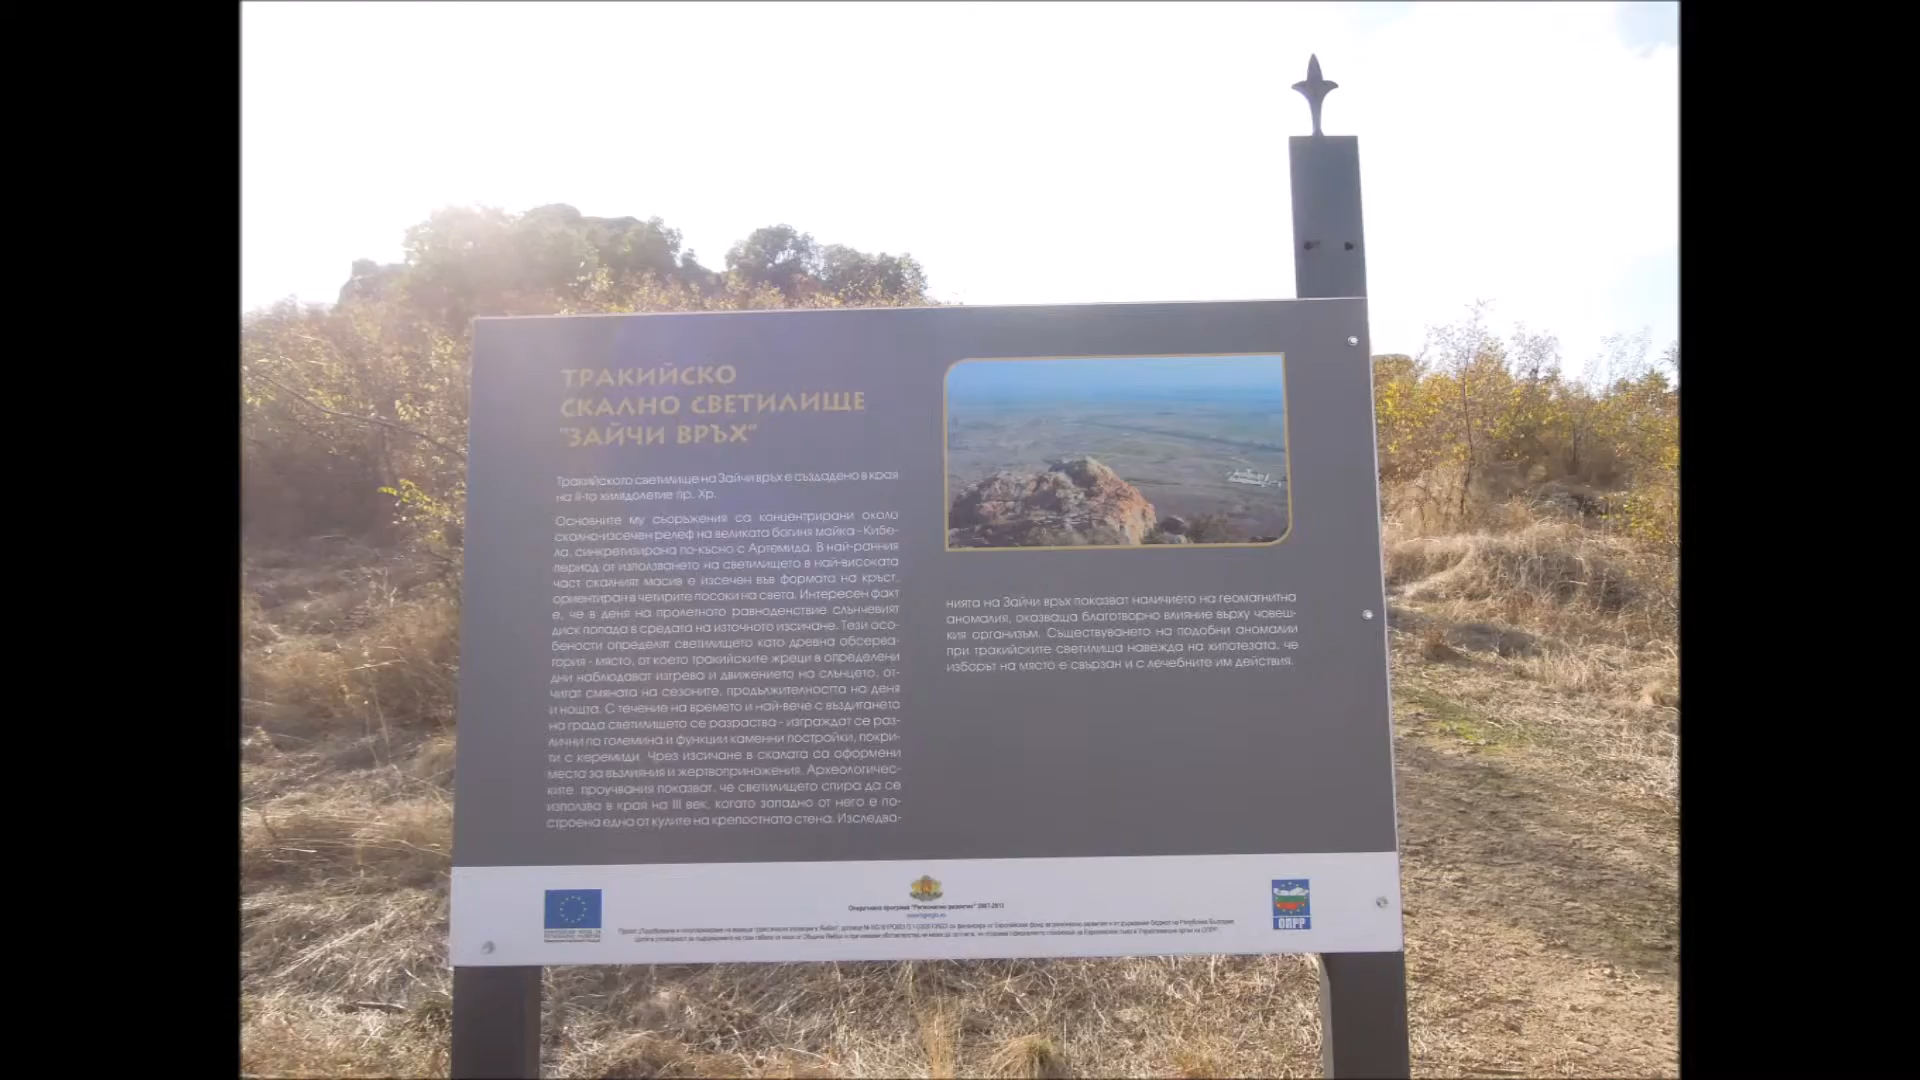 ТРАКИЙСКО
СКАЛНО СВЕТИЛИЩЕ
"ЗАЙЧИ ВРЪХ"
Тракийското светилище на Зайчи връх е създадено в края
на II-то хилядолетие пр. Хр.
Основните му съоръжения са концентрирани около
скално-изсечен релеф на великата богиня майка - Кибе-
ла, синкретизирана по-късно с Артемида. В най-ранния
период от използването на светилището в най-високата
част скалният масив е изсечен във формата на кръст,
ориентиран в четирите посоки на света. Интересен факт
е, че в деня на пролетното равноденствие слънчевият
диск попада в средата на източното изсичане. Тези осо-
бености определят светилището като древна обсерва-
тория - място, от което тракийските жреци в определени
дни наблюдават изгрева и движението на слънцето, от-
читат смяната на сезоните, продължителността на деня
и нощта. С течение на времето и най-вече с въздигането
на града светилището се разраства - изграждат се раз-
лични по големина и функции каменни постройки, покри-
ти с керемиди. Чрез изсичане в скалата са оформени
места за възлияния и жертвоприношения. Археологичес-
ките проучвания показват, че светилището спира да се
използва в края на III век, когато западно от него е по-
строена една от кулите на крепостната стена. Изследва-
нията на Зайчи връх показват наличието на геомагнитна
аномалия, оказваща благотворно влияние върху човеш-
кия организъм. Съществуването на подобни аномалии
при тракийските светилища навежда на хипотезата, че
изборът на място е свързан и с лечебните им действия.
Оперативна програма "Регионално развитие" 2007-2013
ОПРР